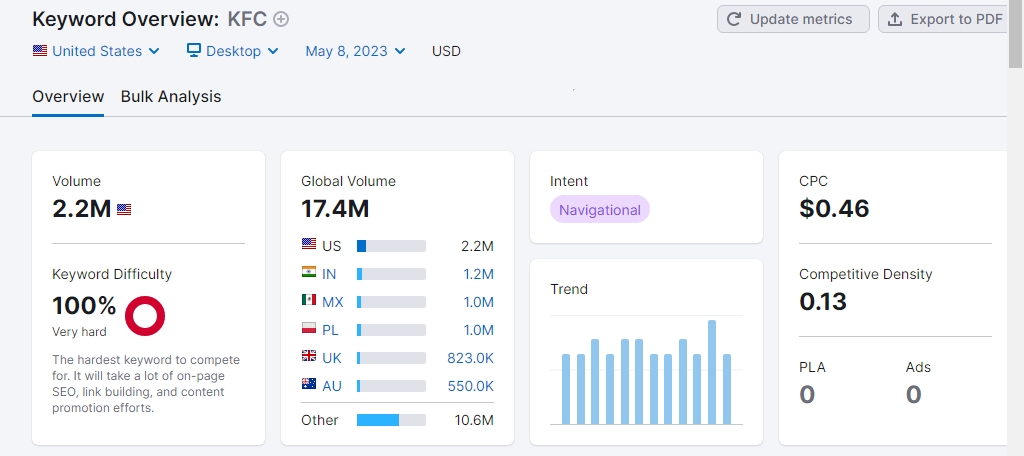 Keyword Overview: KFC
Update metrics
Export to PDF
United States
Desktop
May 8, 2023
USD
Overview
Bulk Analysis
Volume
2.2M
Keyword Difficulty
100%
Very hard
The hardest keyword to compete
for. It will take a lot of on-page
SEO, link building, and content
promotion efforts.
Global Volume
17.4M
US 2.2M
IN 1.2M
MX 1.0M
PL 1.0M
UK 823.0K
AU 550.0K
Other 10.6M
Intent
Navigational
Trend
CPC
$0.46
Competitive Density
0.13
PLA Ads
0 0